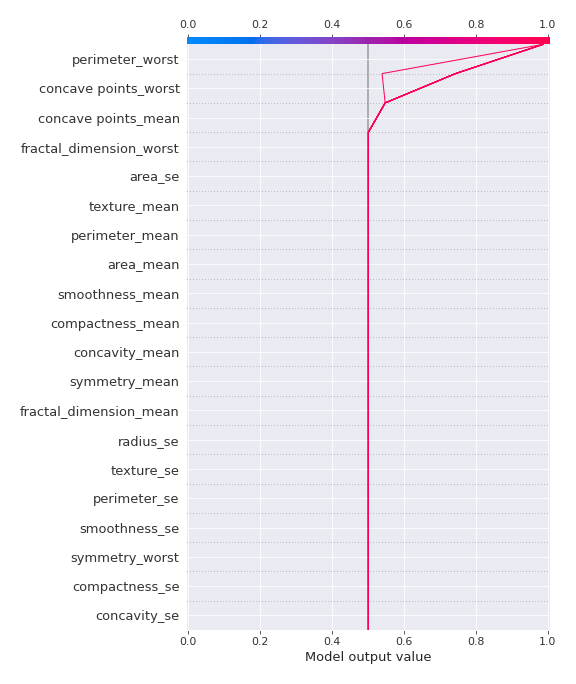 0.0 0.2 0.4 0.6 0.8 1.0
perimeter_worst
concave points_worst
concave points_mean
fractal_dimension_worst
area_se
texture_mean
perimeter_mean
area_mean
smoothness_mean
compactness_mean
concavity_mean
symmetry_mean
fractal_dimension_mean
radius_se
texture_se
perimeter_se
smoothness_se
symmetry_worst
compactness_se
concavity_se
0.0 0.2 0.4 0.6 0.8 1.0
Model output value